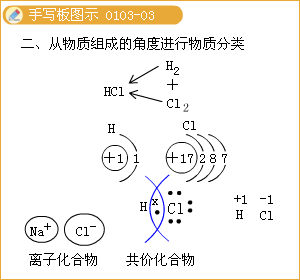 手写板图示 0103-03
二、从物质组成的角度进行物质分类
H₂
HCl +
Cl₂
H Cl
+1 1 +17 2 8 7
H x Cl
+1 -1
H Cl
Na⁺ Cl⁻
离子化合物 共价化合物